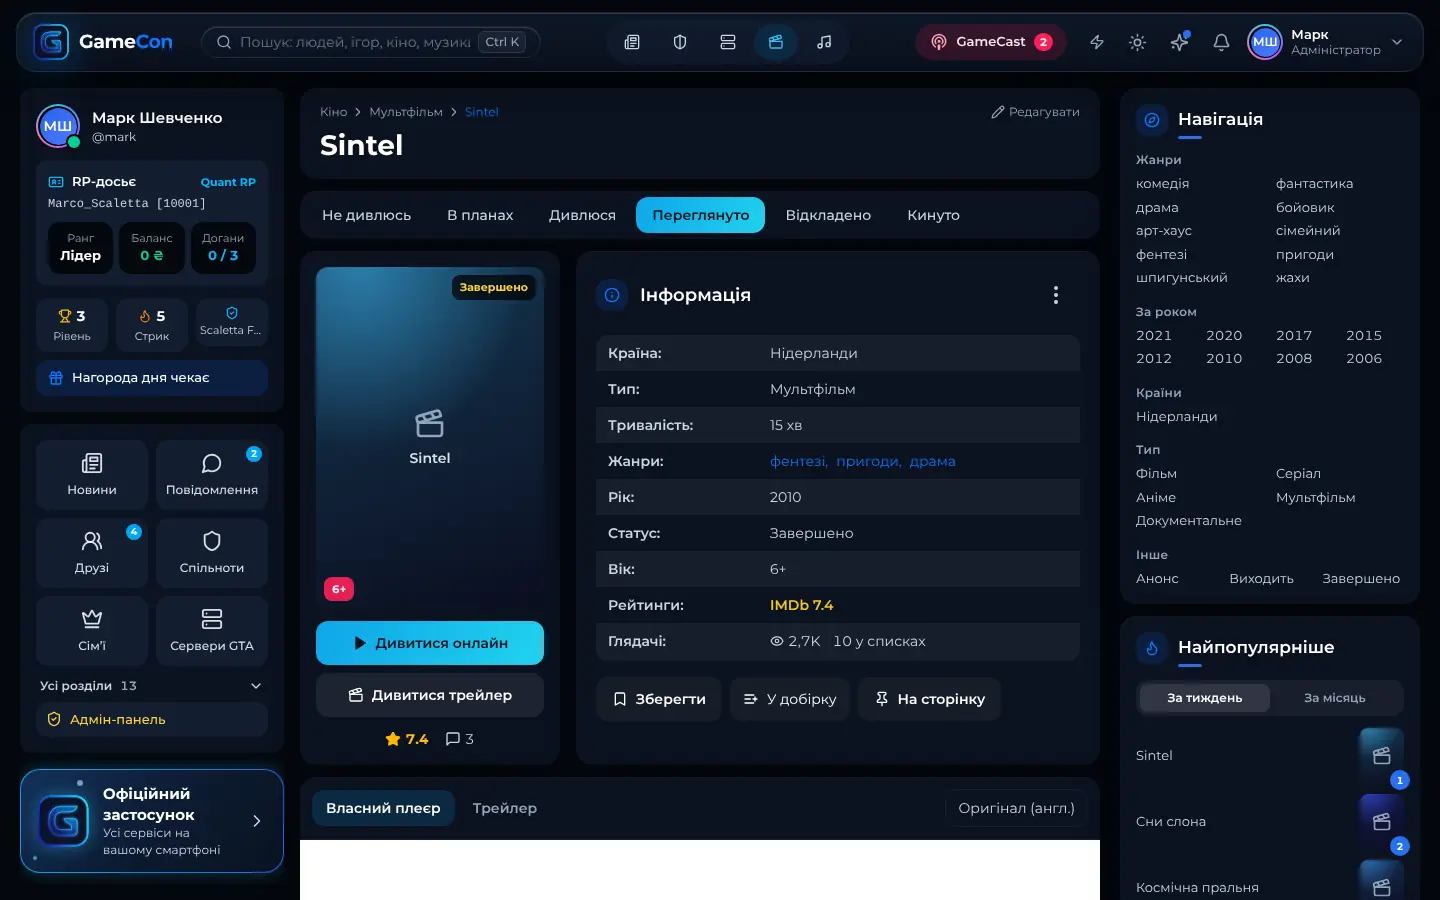 GameCon
Пошук: людей, ігор, кіно, музикі
Ctrl K
GameCast 2
МШ
Марк
Адміністратор
МШ
Марк Шевченко
@mark
RP-досьє
Quant RP
Marco_Scaletta [10001]
Ранг
Лідер
Баланс
0 ₴
Догани
0 / 3
3
Рівень
5
Стрик
Scaletta F...
Нагорода дня чекає
Новини
2
Повідомлення
4
Друзі
Спільноти
Сім'ї
Сервери GTA
Усі розділи 13
Адмін-панель
Офіційний
застосунок
Усі сервіси на
вашому смартфоні
Кіно > Мультфільм > Sintel
Редагувати
Sintel
Не дивлюсь
В планах
Дивлюся
Переглянуто
Відкладено
Кинуто
Завершено
Sintel
6+
Дивитися онлайн
Дивитися трейлер
7.4
3
Інформація
Країна: Нідерланди
Тип: Мультфільм
Тривалість: 15 хв
Жанри: фентезі, пригоди, драма
Рік: 2010
Статус: Завершено
Вік: 6+
Рейтинги: IMDb 7.4
Глядачі: 2,7K 10 у списках
Зберегти
У добірку
На сторінку
Власний плеєр
Трейлер
Оригінал (англ.)
Навігація
Жанри
комедія фантастика
драма бойовик
арт-хаус сімейний
фентезі пригоди
шпигунський жахи
За роком
2021 2020 2017 2015
2012 2010 2008 2006
Країни
Нідерланди
Тип
Фільм Серіал
Аніме Мультфільм
Документальне
Інше
Анонс Виходить Завершено
Найпопулярніше
За тиждень
За місяць
Sintel
1
Сни слона
2
Космічна пральня